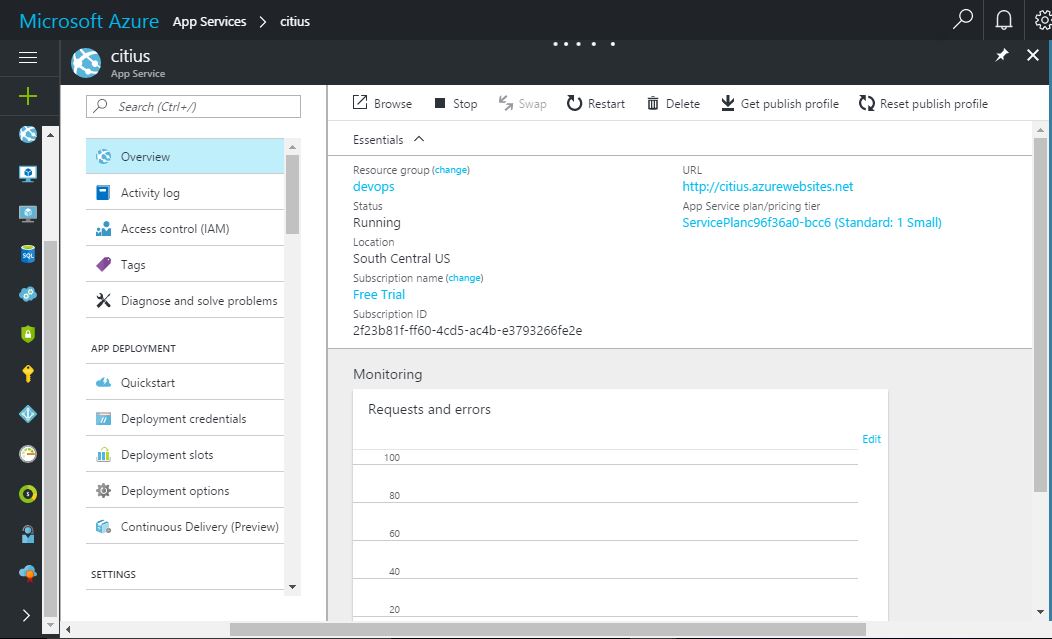 Microsoft Azure App Services > citius
citius
App Service
Search (Ctrl+/)
Overview
Activity log
Access control (IAM)
Tags
Diagnose and solve problems
APP DEPLOYMENT
Quickstart
Deployment credentials
Deployment slots
Deployment options
Continuous Delivery (Preview)
SETTINGS
SQL
Browse Stop Swap Restart Delete Get publish profile Reset publish profile
Essentials
Resource group (change)
devops
Status
Running
Location
South Central US
Subscription name (change)
Free Trial
Subscription ID
2f23b81f-ff60-4cd5-ac4b-e3793266fe2e
URL
http://citius.azurewebsites.net
App Service plan/pricing tier
ServicePlanc96f36a0-bcc6 (Standard: 1 Small)
Monitoring
Requests and errors
Edit
100
80
60
40
20